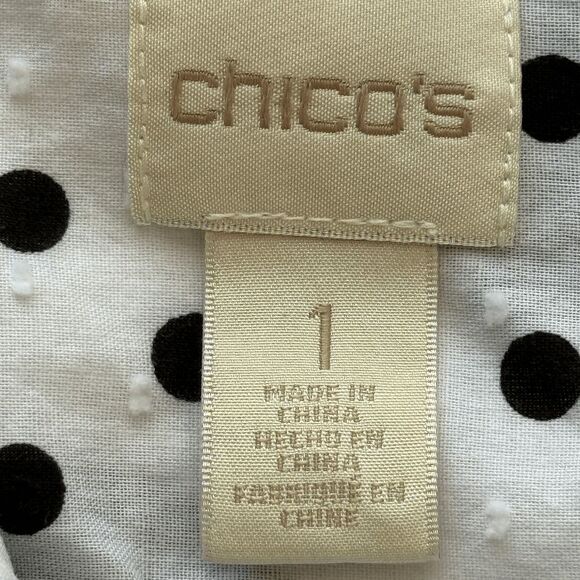 chico's
1
MADE IN
CHINA
HECHO EN
CHINA
FABRIQUÉ EN
CHINE